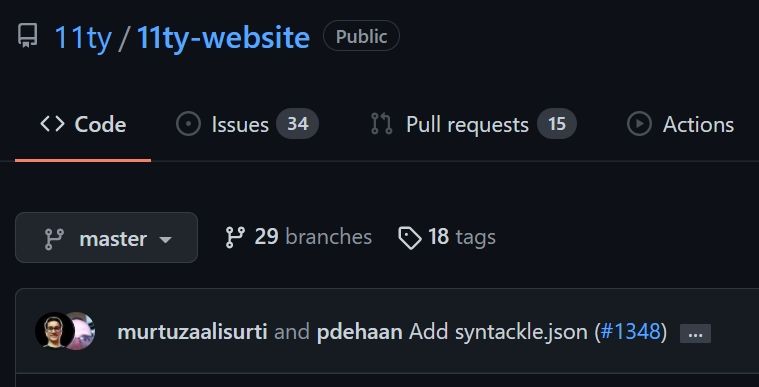 11ty / 11ty-website Public
Code Issues 34 Pull requests 15 Actions
master 29 branches 18 tags
murtuzaalisurti and pdehaan Add syntackle.json (#1348) ...